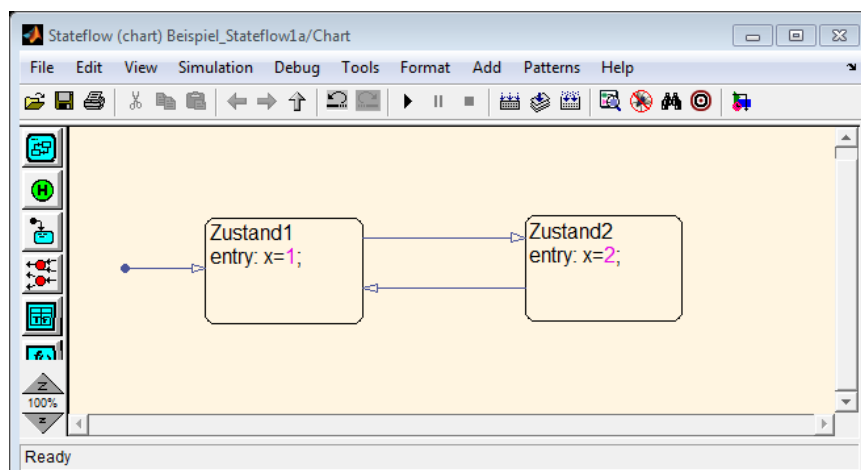 Stateflow (chart) Beispiel_Stateflow1a/Chart
File Edit View Simulation Debug Tools Format Add Patterns Help
H
Zustand1
entry: x=1;
Zustand2
entry: x=2;
Z
100%
z
Ready